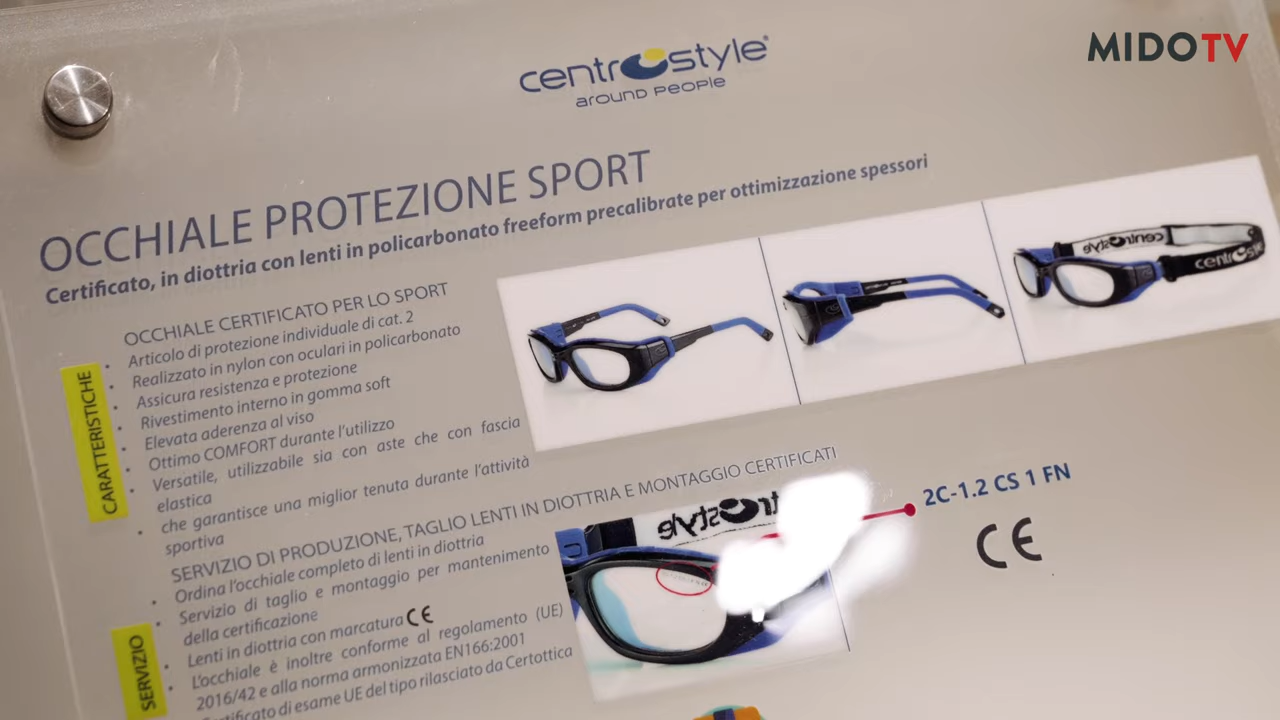 MIDOTV
centrostyle®
around people
OCCHIALE PROTEZIONE SPORT
Certificato, in diottria con lenti in policarbonato freeform precalibrate per ottimizzazione spessori
CARATTERISTICHE
OCCHIALE CERTIFICATO PER LO SPORT
• Articolo di protezione individuale di cat. 2
• Realizzato in nylon con oculari in policarbonato
• Assicura resistenza e protezione
• Rivestimento interno in gomma soft
• Elevata aderenza al viso
• Ottimo COMFORT durante l'utilizzo
• Versatile, utilizzabile sia con aste che con fascia
elastica
• che garantisce una miglior tenuta durante l'attività
sportiva
centrostyle
centrostyle
SERVIZIO
SERVIZIO DI PRODUZIONE, TAGLIO LENTI IN DIOTTRIA E MONTAGGIO CERTIFICATI
• Ordina l'occhiale completo di lenti in diottria
• Servizio di taglio e montaggio per mantenimento
della certificazione
• Lenti in diottria con marcatura CE
• L'occhiale è inoltre conforme al regolamento (UE)
2016/42 e alla norma armonizzata EN166:2001
Certificato di esame UE del tipo rilasciato da Certottica
ntrostyle
2C-1.2 CS 1 FN
CE